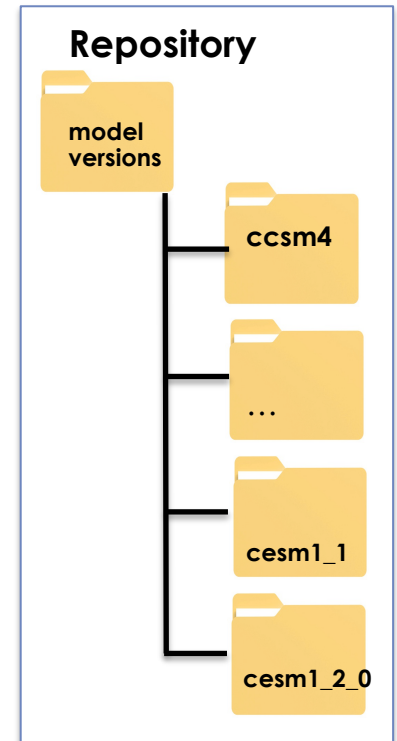 Repository
model
versions
ccsm4
...
cesm1_1
cesm1_2_0